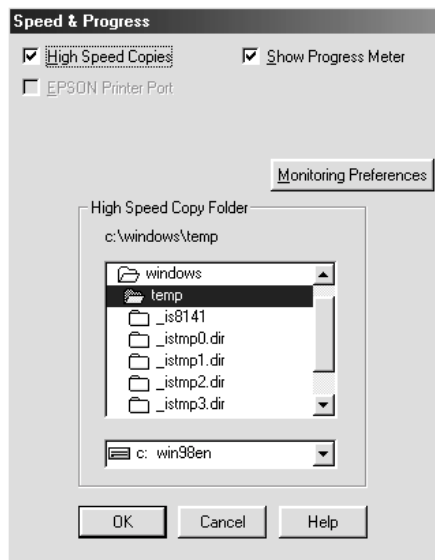 Speed & Progress
High Speed Copies
Show Progress Meter
EPSON Printer Port
Monitoring Preferences
High Speed Copy Folder
c:\windows\temp
windows
temp
_is8141
_istmp0.dir
_istmp1.dir
_istmp2.dir
_istmp3.dir
c: win98en
OK Cancel Help